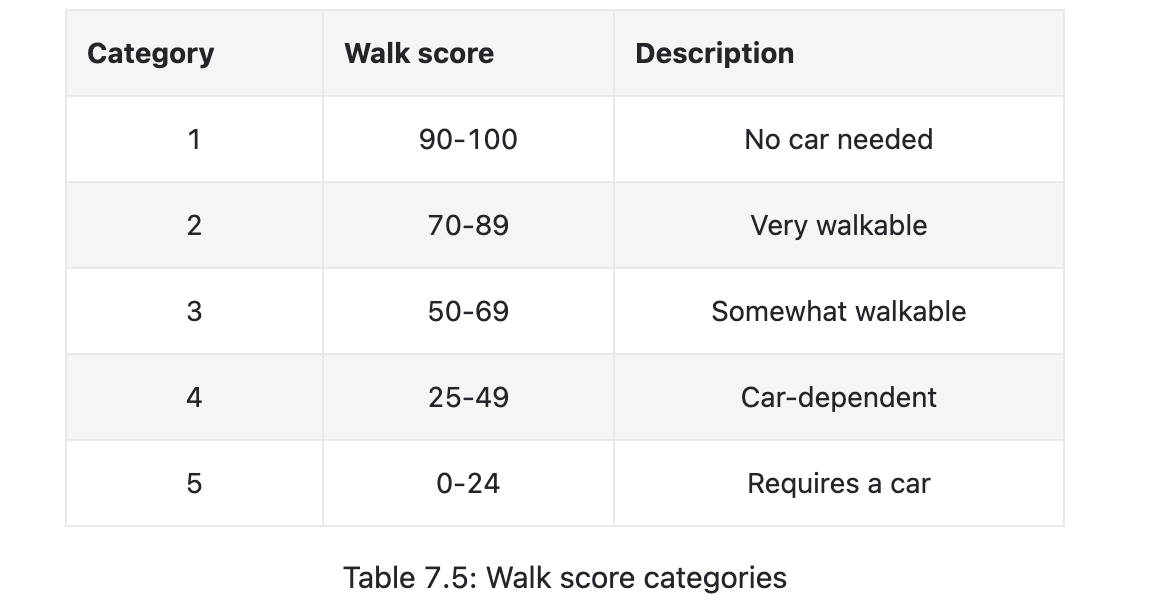 Category Walk score Description
1 90-100 No car needed
2 70-89 Very walkable
3 50-69 Somewhat walkable
4 25-49 Car-dependent
5 0-24 Requires a car
Table 7.5: Walk score categories